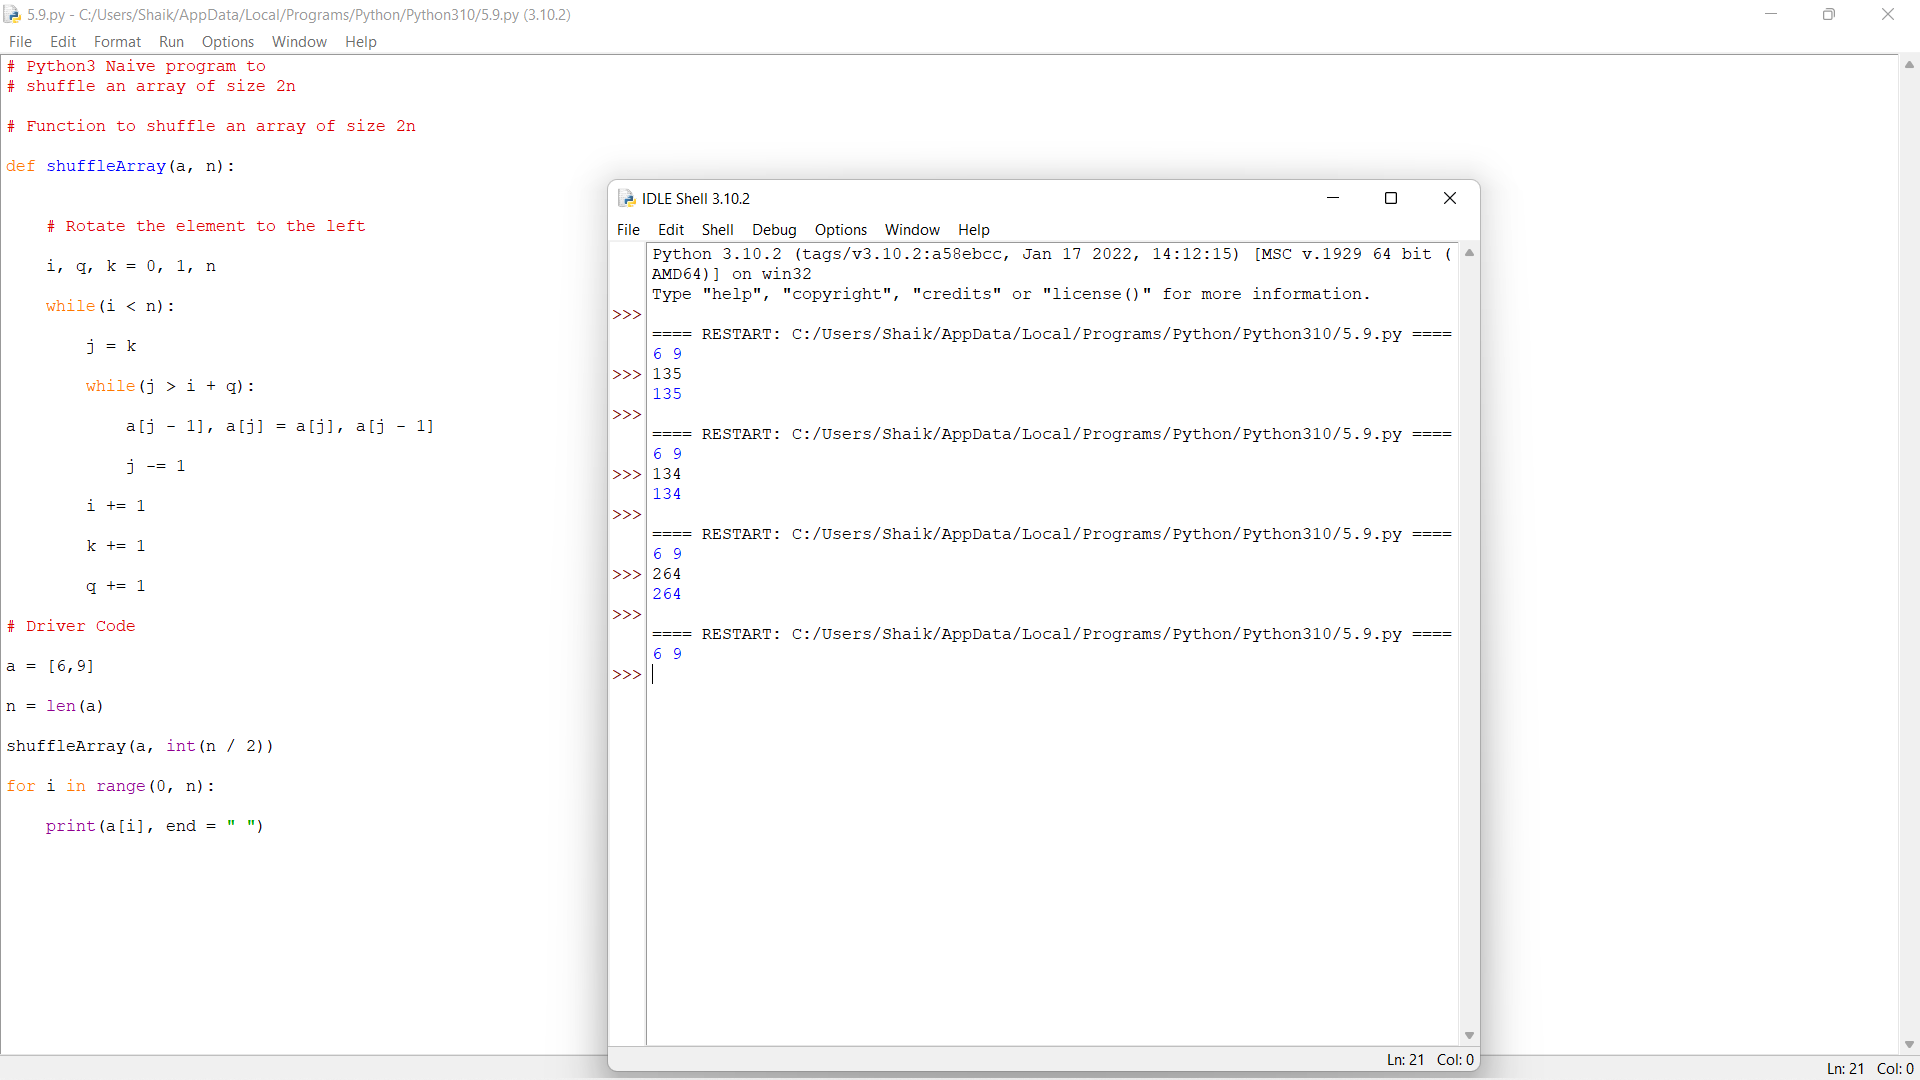 5.9.py - C:/Users/Shaik/AppData/Local/Programs/Python/Python310/5.9.py (3.10.2)
File Edit Format Run Options Window Help
# Python3 Naive program to
# shuffle an array of size 2n
# Function to shuffle an array of size 2n
def shuffleArray(a, n):
# Rotate the element to the left
i, q, k = 0, 1, n
while(i < n):
j = k
while(j > i + q):
a[j - 1], a[j] = a[j], a[j - 1]
j -= 1
i += 1
k += 1
q += 1
# Driver Code
a = [6,9]
n = len(a)
shuffleArray(a, int(n / 2))
for i in range(0, n):
print(a[i], end = " ")
IDLE Shell 3.10.2
File Edit Shell Debug Options Window Help
Python 3.10.2 (tags/v3.10.2:a58ebcc, Jan 17 2022, 14:12:15) [MSC v.1929 64 bit (
AMD64)] on win32
Type "help", "copyright", "credits" or "license()" for more information.
>>>
==== RESTART: C:/Users/Shaik/AppData/Local/Programs/Python/Python310/5.9.py ====
6 9
>>> 135
135
>>>
==== RESTART: C:/Users/Shaik/AppData/Local/Programs/Python/Python310/5.9.py ====
6 9
>>> 134
134
>>>
==== RESTART: C:/Users/Shaik/AppData/Local/Programs/Python/Python310/5.9.py ====
6 9
>>> 264
264
>>>
==== RESTART: C:/Users/Shaik/AppData/Local/Programs/Python/Python310/5.9.py ====
6 9
>>>
Ln: 21 Col: 0
Ln: 21 Col: 0